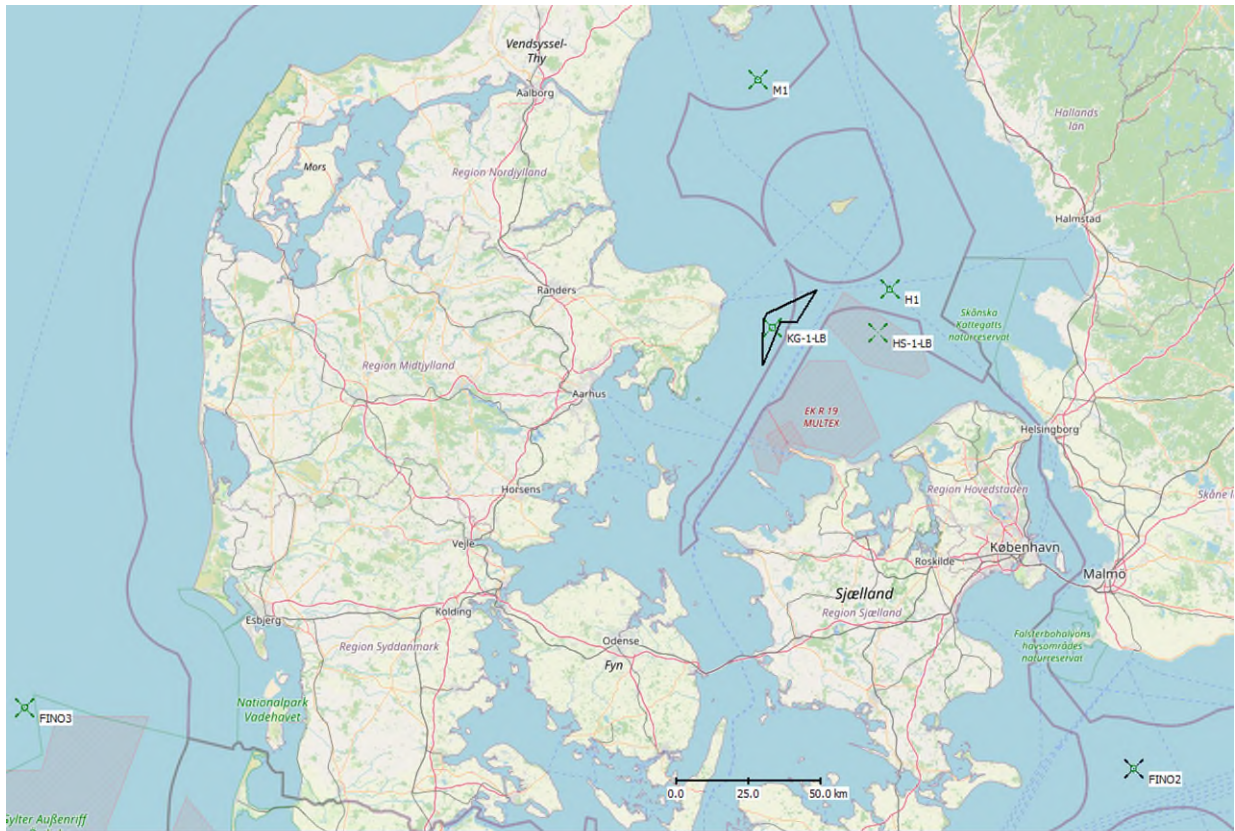 Vendsyssel-
Thy
Aalborg
M1
Hallands
län
Mors
Region Nordjylland
Halmstad
Randers
H1
Skånska
Kattegatts
naturreservat
KG-1-LB
HS-1-LB
Region Midtjylland
Aarhus
EK R 19
MULTEX
Helsingborg
Horsens
Region Hovedstaden
Skåne l
Vejle
København
Roskilde
Malmö
Sjælland
Kolding
Region Sjælland
Esbjerg
Odense
Region Syddanmark
Fyn
Falsterbohalvöns
havsområdes
naturreservat
Nationalpark
Vadehavet
FINO3
FINO2
0.0 25.0 50.0 km
Sylter Außenriff